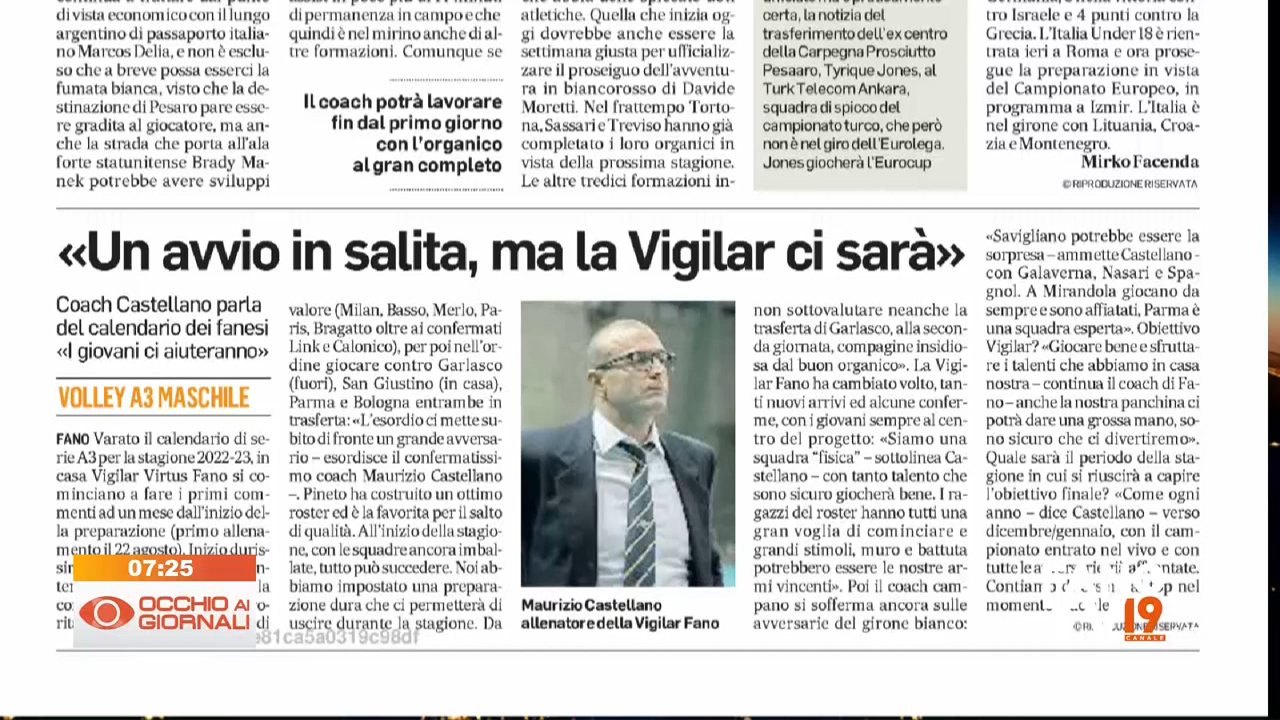 di vista economico con il lungo
argentino di passaporto italia-
no Marcos Delia, e non è esclu-
so che a breve possa esserci la
fumata bianca, visto che la de-
stinazione di Pesaro pare esse-
re gradita al giocatore, ma an-
che la strada che porta all'ala
forte statunitense Brady Ma-
nek potrebbe avere sviluppi
di permanenza in campo e che
quindi è nel mirino anche di al-
tre formazioni. Comunque se
Il coach potrà lavorare
fin dal primo giorno
con l'organico
al gran completo
atletiche. Quella che inizia og-
gi dovrebbe anche essere la
settimana giusta per ufficializ-
zare il proseguo dell'avventu-
ra in biancorosso di Davide
Moretti. Nel frattempo Torto-
na, Sassari e Treviso hanno già
completato i loro organici in
vista della prossima stagione.
Le altre tredici formazioni in-
certa, la notizia del
trasferimento dell'ex centro
della Carpegna Prosciutto
Pesaaro, Tyrique Jones, al
Turk Telecom Ankara,
squadra di spicco del
campionato turco, che però
non è nel giro dell'Eurolega.
Jones giocherà l'Eurocup
tro Israele e 4 punti contro la
Grecia. L'Italia Under 18 è rien-
trata ieri a Roma e ora prose-
gue la preparazione in vista
del Campionato Europeo, in
programma a Izmir. L'Italia è
nel girone con Lituania, Croa-
zia e Montenegro.
Mirko Facenda
© RIPRODUZIONE RISERVATA
«Un avvio in salita, ma la Vigilar ci sarà»
Coach Castellano parla
del calendario dei fanesi
«I giovani ci aiuteranno»
VOLLEY A3 MASCHILE
FANO Varato il calendario di se-
rie A3 per la stagione 2022-23, in
casa Vigilar Virtus Fano si co-
minciano a fare i primi com-
menti ad un mese dall'inizio del-
la preparazione (primo allena-
mento il 22 agosto). Inizio duris-
valore (Milan, Basso, Merlo, Pa-
ris, Bragatto oltre ai confermati
Link e Calonico), per poi nell'or-
dine giocare contro Garlasco
(fuori), San Giustino (in casa),
Parma e Bologna entrambe in
trasferta: «L'esordio ci mette su-
bito di fronte un grande avversa-
rio – esordisce il confermatissi-
mo coach Maurizio Castellano
–. Pineto ha costruito un ottimo
roster ed è la favorita per il salto
di qualità. All'inizio della stagio-
ne, con le squadre ancora imbal-
late, tutto può succedere. Noi ab-
biamo impostato una prepara-
zione dura che ci permetterà di
uscire durante la stagione. Da
Maurizio Castellano
allenatore della Vigilar Fano
non sottovalutare neanche la
trasferta di Garlasco, alla secon-
da giornata, compagine insidio-
sa dal buon organico». La Vigi-
lar Fano ha cambiato volto, tan-
ti nuovi arrivi ed alcune confer-
me, con i giovani sempre al cen-
tro del progetto: «Siamo una
squadra “fisica” – sottolinea Ca-
stellano – con tanto talento che
sono sicuro giocherà bene. I ra-
gazzi del roster hanno tutti una
gran voglia di cominciare e
grandi stimoli, muro e battuta
potrebbero essere le nostre ar-
mi vincenti». Poi il coach cam-
pano si sofferma ancora sulle
avversarie del girone bianco:
«Savigliano potrebbe essere la
sorpresa – ammette Castellano -
con Galaverna, Nasari e Spa-
gnol. A Mirandola giocano da
sempre e sono affiatati, Parma è
una squadra esperta». Obiettivo
Vigilar? «Giocare bene e sfrutta-
re i talenti che abbiamo in casa
nostra – continua il coach di Fa-
no – anche la nostra panchina ci
potrà dare una grossa mano, so-
no sicuro che ci divertiremo».
Quale sarà il periodo della sta-
gione in cui si riuscirà a capire
l'obiettivo finale? «Come ogni
anno – dice Castellano – verso
dicembre/gennaio, con il cam-
pionato entrato nel vivo e con
tutte le
Contiam nel
moment
07:25
OCCHIO AI
GIORNALI
e81ca5a0319c98df
19
CANALE